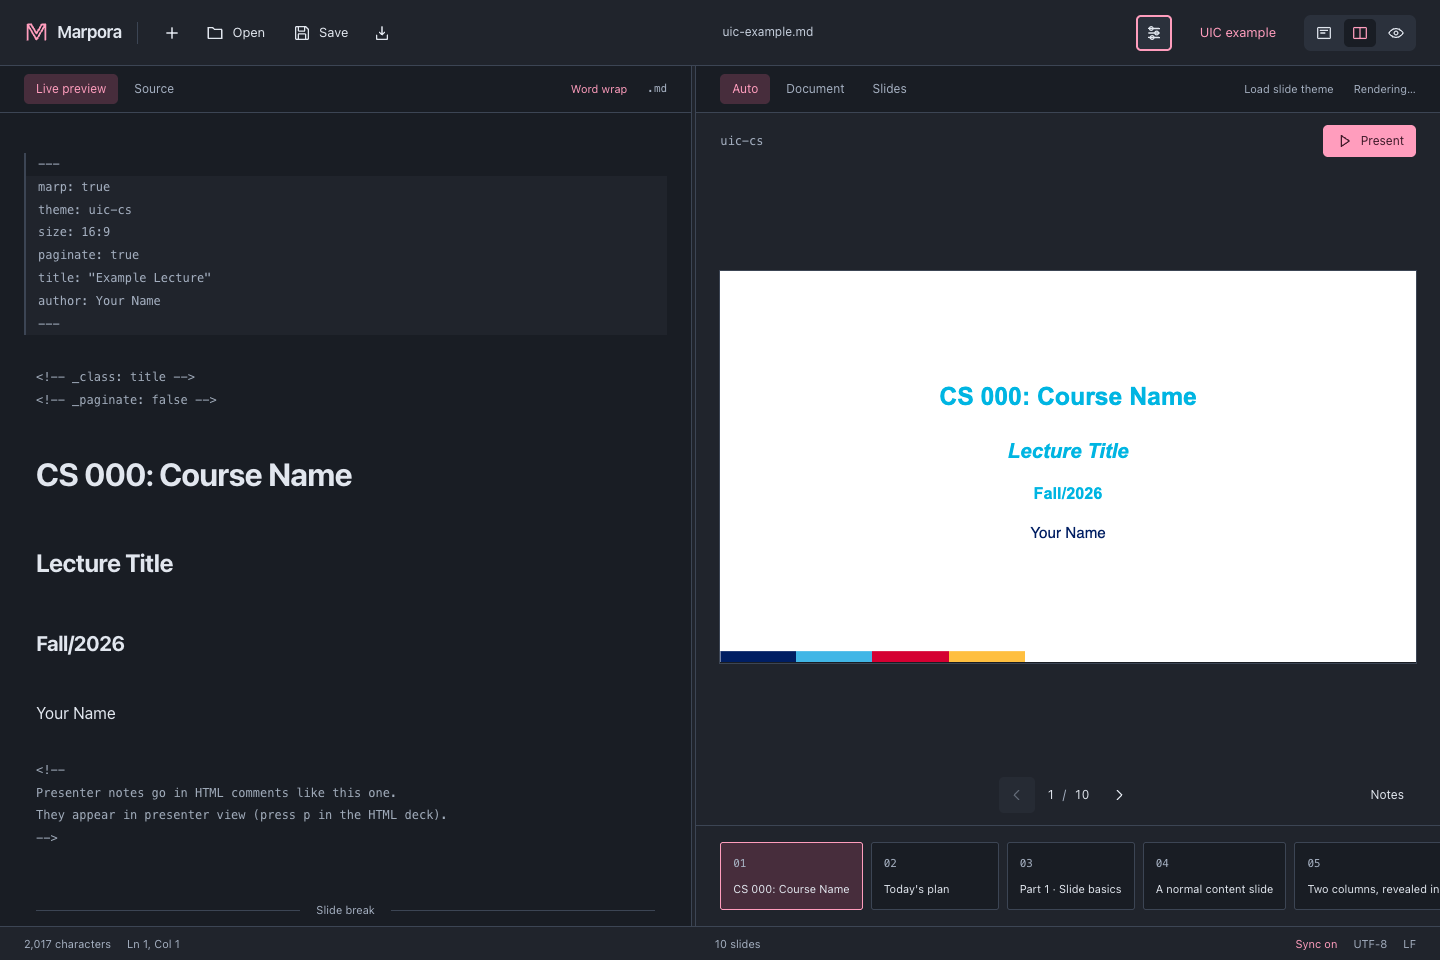 Marpora
Open
Save
uic-example.md
UIC example
Live preview
Source
Word wrap
.md
Auto
Document
Slides
Load slide theme
Rendering...
---
marp: true
theme: uic-cs
size: 16:9
paginate: true
title: "Example Lecture"
author: Your Name
---
<!-- _class: title -->
<!-- _paginate: false -->
CS 000: Course Name
Lecture Title
Fall/2026
Your Name
<!--
Presenter notes go in HTML comments like this one.
They appear in presenter view (press p in the HTML deck).
-->
Slide break
uic-cs
Present
CS 000: Course Name
Lecture Title
Fall/2026
Your Name
1 / 10
Notes
01
CS 000: Course Name
02
Today's plan
03
Part 1 · Slide basics
04
A normal content slide
05
Two columns, revealed in
2,017 characters
Ln 1, Col 1
10 slides
Sync on
UTF-8
LF